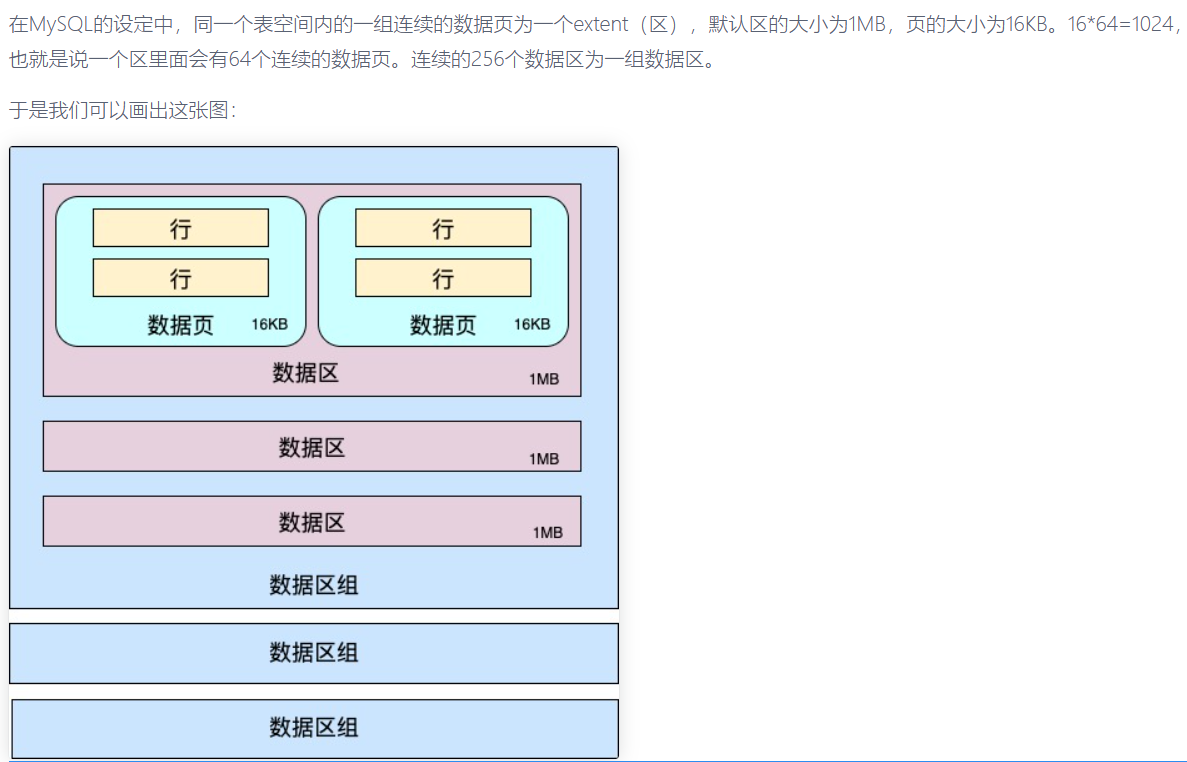 在MySQL的设定中，同一个表空间内的一组连续的数据页为一个extent（区），默认区的大小为1MB，页的大小为16KB。16*64=1024，
也就是说一个区里面会有64个连续的数据页。连续的256个数据区为一组数据区。
于是我们可以画出这张图：
行 行
行 行
数据页 16KB 数据页 16KB
数据区 1MB
数据区 1MB
数据区 1MB
数据区组
数据区组
数据区组